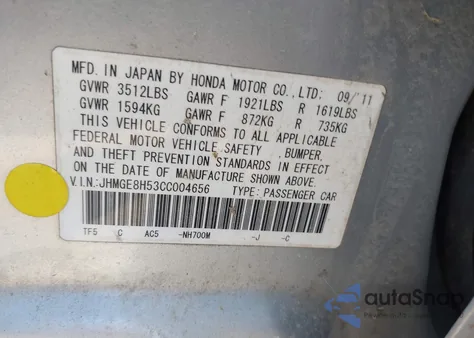 MFD. IN JAPAN BY HONDA MOTOR CO., LTD: 09/'11
GVWR 3512LBS GAWR F 1921LBS R 1619LBS
GVWR 1594KG GAWR F 872KG R 735KG
THIS VEHICLE CONFORMS TO ALL APPLICABLE
FEDERAL MOTOR VEHICLE SAFETY , BUMPER,
AND THEFT PREVENTION STANDARDS IN EFFECT
ON THE DATE OF MANUFACTURE SHOWN ABOVE.
V.I.N:JHMGE8H53CC004656 TYPE: PASSENGER CAR
TF5 C AC5 -NH700M -J -C
autoSnap